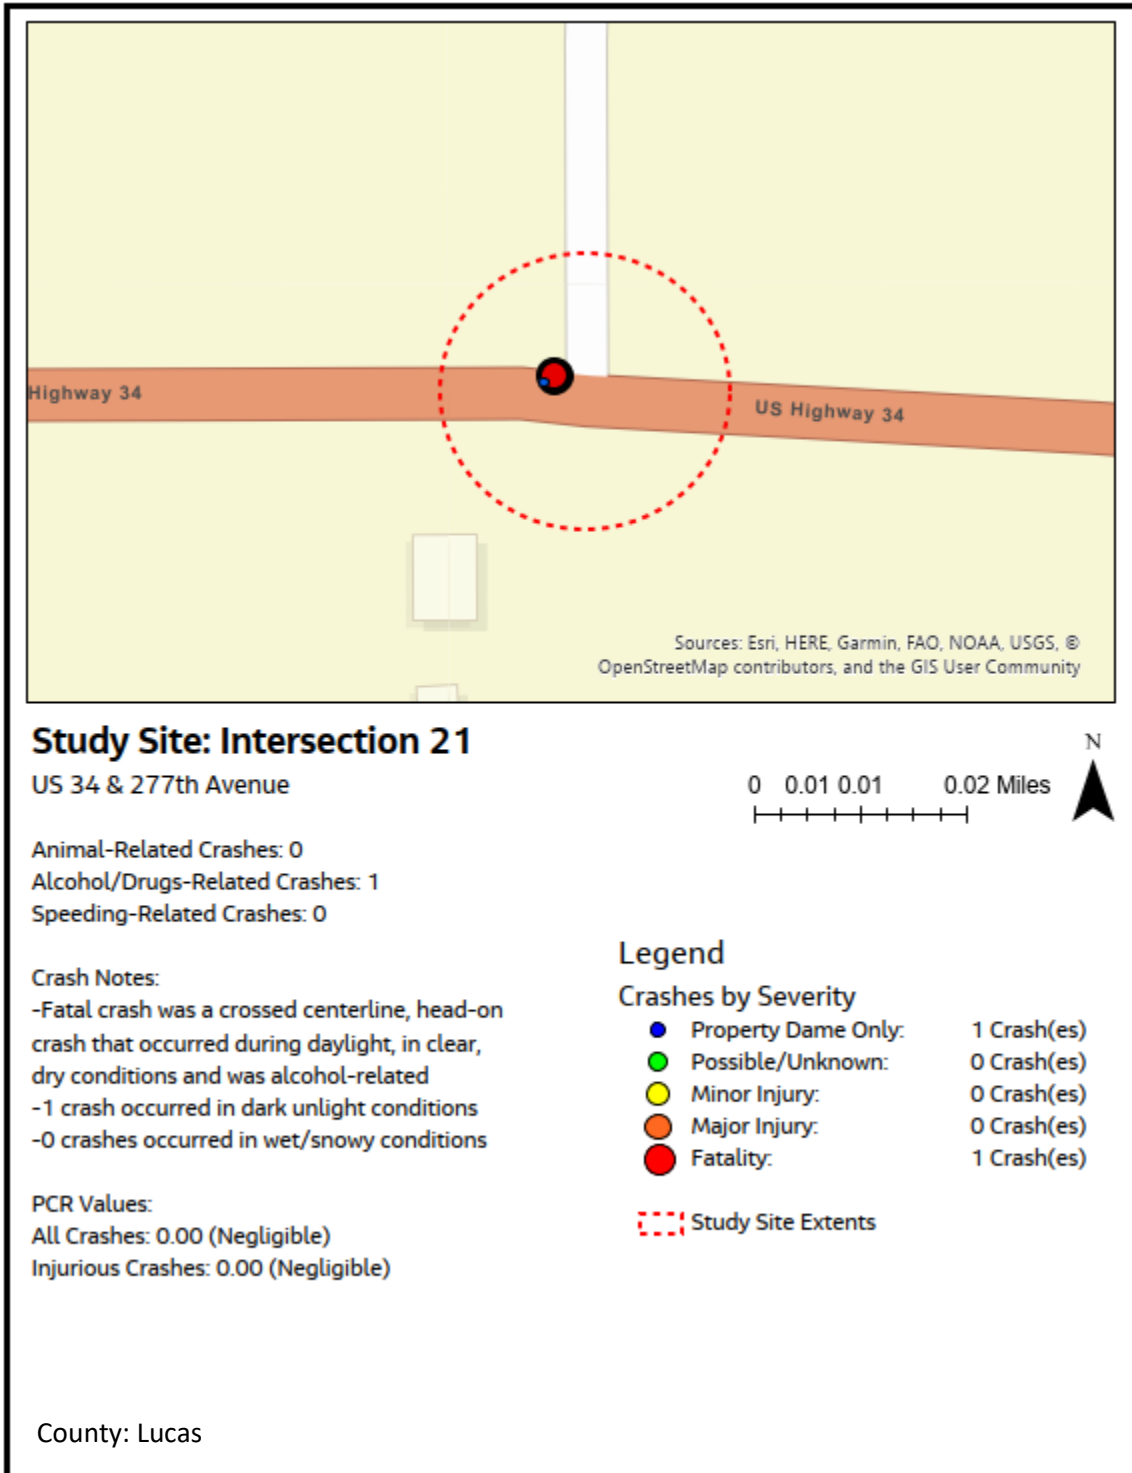 Highway 34
US Highway 34
Sources: Esri, HERE, Garmin, FAO, NOAA, USGS, ©
OpenStreetMap contributors, and the GIS User Community
Study Site: Intersection 21
US 34 & 277th Avenue
N
0 0.01 0.01 0.02 Miles
Animal-Related Crashes: 0
Alcohol/Drugs-Related Crashes: 1
Speeding-Related Crashes: 0
Crash Notes:
-Fatal crash was a crossed centerline, head-on
crash that occurred during daylight, in clear,
dry conditions and was alcohol-related
-1 crash occurred in dark unlight conditions
-0 crashes occurred in wet/snowy conditions
PCR Values:
All Crashes: 0.00 (Negligible)
Injurious Crashes: 0.00 (Negligible)
Legend
Crashes by Severity
Property Dame Only: 1 Crash(es)
Possible/Unknown: 0 Crash(es)
Minor Injury: 0 Crash(es)
Major Injury: 0 Crash(es)
Fatality: 1 Crash(es)
Study Site Extents
County: Lucas